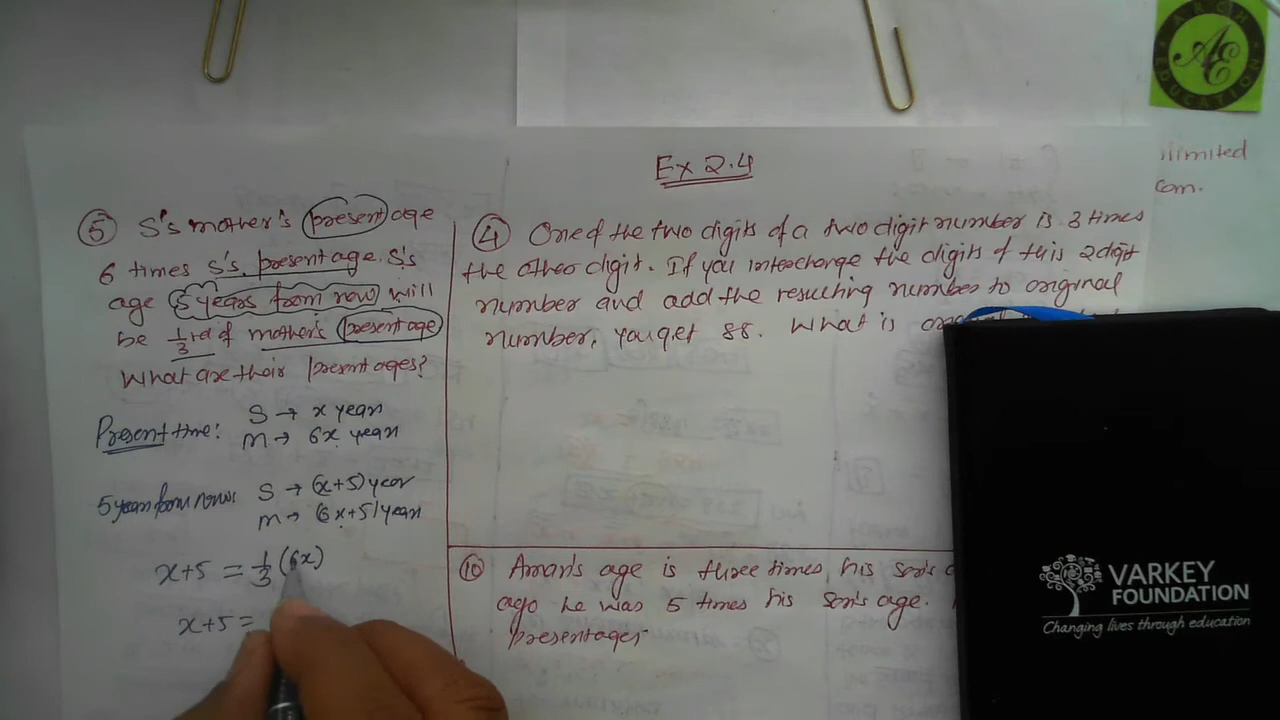 ARCH EDUCATION
AE
Ex 2.4
limited
com.
⑤ S's mother's present age
6 times S's present age. S's
age 5 years from now will
be 1/3rd of mother's present age
What are their present ages?
Present time: S → x year
M → 6x year
5 years from now: S → (x+5) year
M → (6x+5) year
x+5 = 1/3 (6x)
x+5 =
④ One of the two digits of a two digit number is 3 times
the other digit. If you interchange the digits of this 2 digit
number and add the resulting number to original
number, you get 88. What is
⑩ Aman's age is three times his son's
ago he was 5 times his son's age.
present ages
VARKEY
FOUNDATION
Changing lives through education